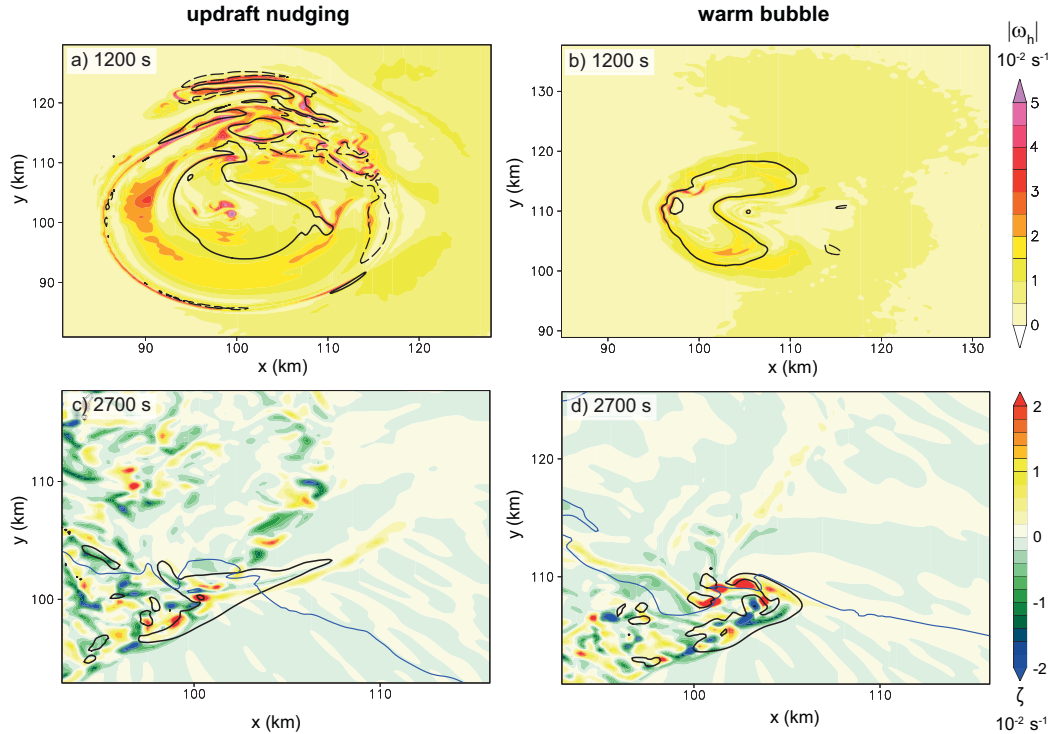 updraft nudging
warm bubble
|ωh|
10-2 s-1
a) 1200 s
b) 1200 s
y (km)
120
110
100
90
90
100
110
120
x (km)
y (km)
130
120
110
100
90
90
100
110
120
130
x (km)
5
4
3
2
1
0
c) 2700 s
d) 2700 s
y (km)
110
100
100
110
x (km)
y (km)
120
110
100
110
x (km)
2
1
0
-1
-2
ζ
10-2 s-1